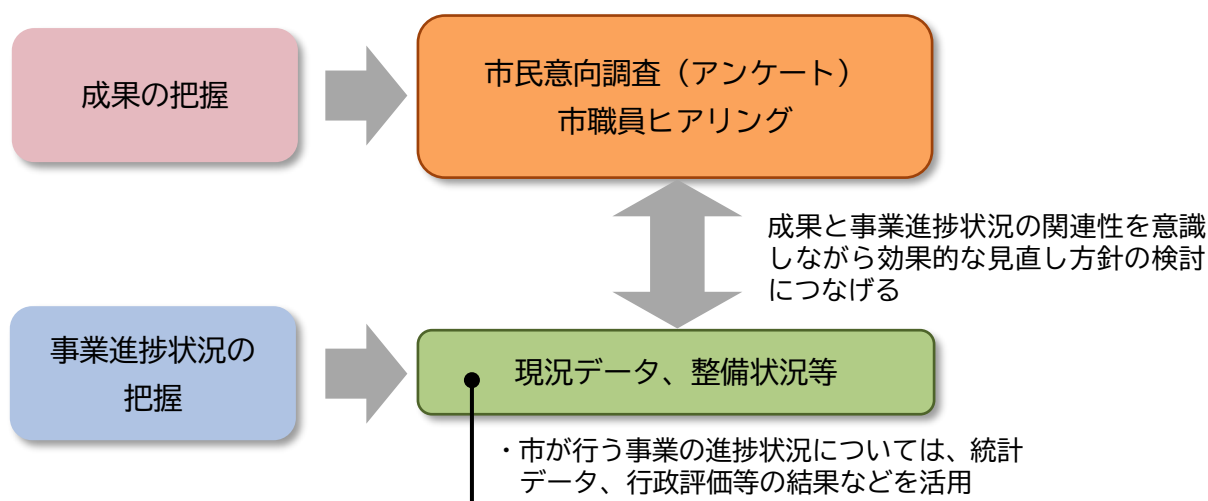 成果の把握
市民意向調査（アンケート）
市職員ヒアリング
成果と事業進捗状況の関連性を意識
しながら効果的な見直し方針の検討
につなげる
事業進捗状況の
把握
現況データ、整備状況等
・市が行う事業の進捗状況については、統計
データ、行政評価等の結果などを活用